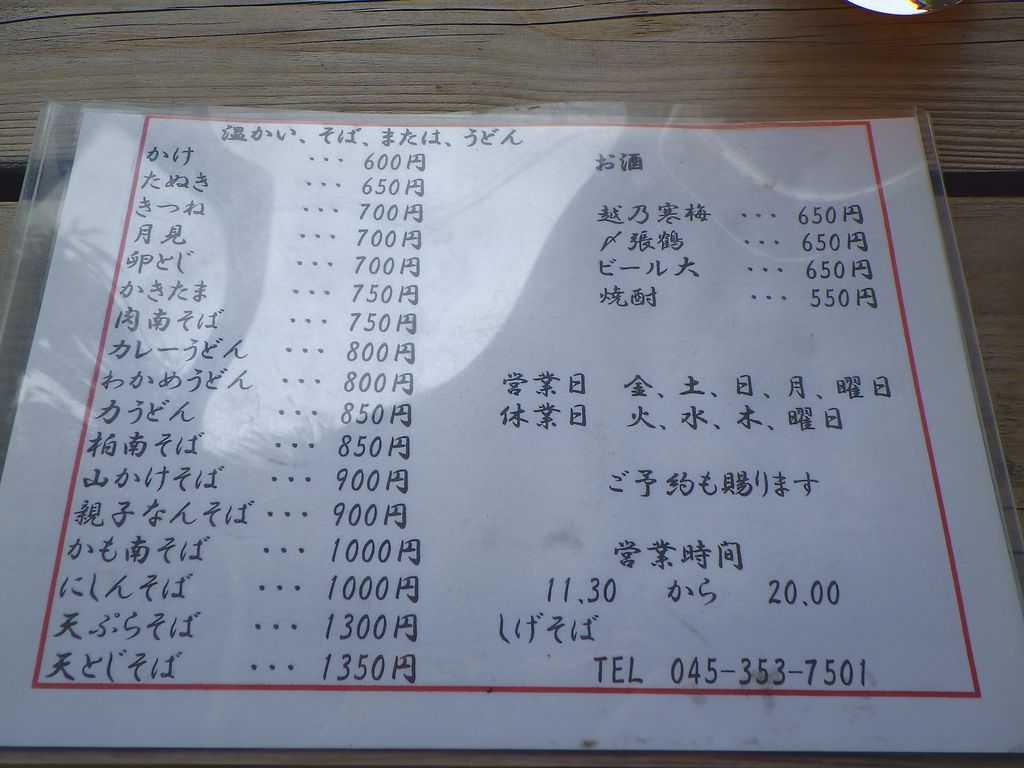 温かい、そば、または、うどん
かけ ・・・ 600円
たぬき ・・・ 650円
きつね ・・・ 700円
月見 ・・・ 700円
卵とじ ・・・ 700円
かきたま ・・・ 750円
肉南そば ・・・ 750円
カレーうどん ・・・ 800円
わかめうどん ・・・ 800円
力うどん ・・・ 850円
柏南そば ・・・ 850円
山かけそば ・・・ 900円
親子なんそば ・・・ 900円
かも南そば ・・・ 1000円
にしんそば ・・・ 1000円
天ぷらそば ・・・ 1300円
天とじそば ・・・ 1350円
お酒
越乃寒梅 ・・・ 650円
〆張鶴 ・・・ 650円
ビール大 ・・・ 650円
焼酎 ・・・ 550円
営業日 金、土、日、月、曜日
休業日 火、水、木、曜日
ご予約も賜ります
営業時間
11.30 から 20.00
しげそば
TEL 045-353-7501